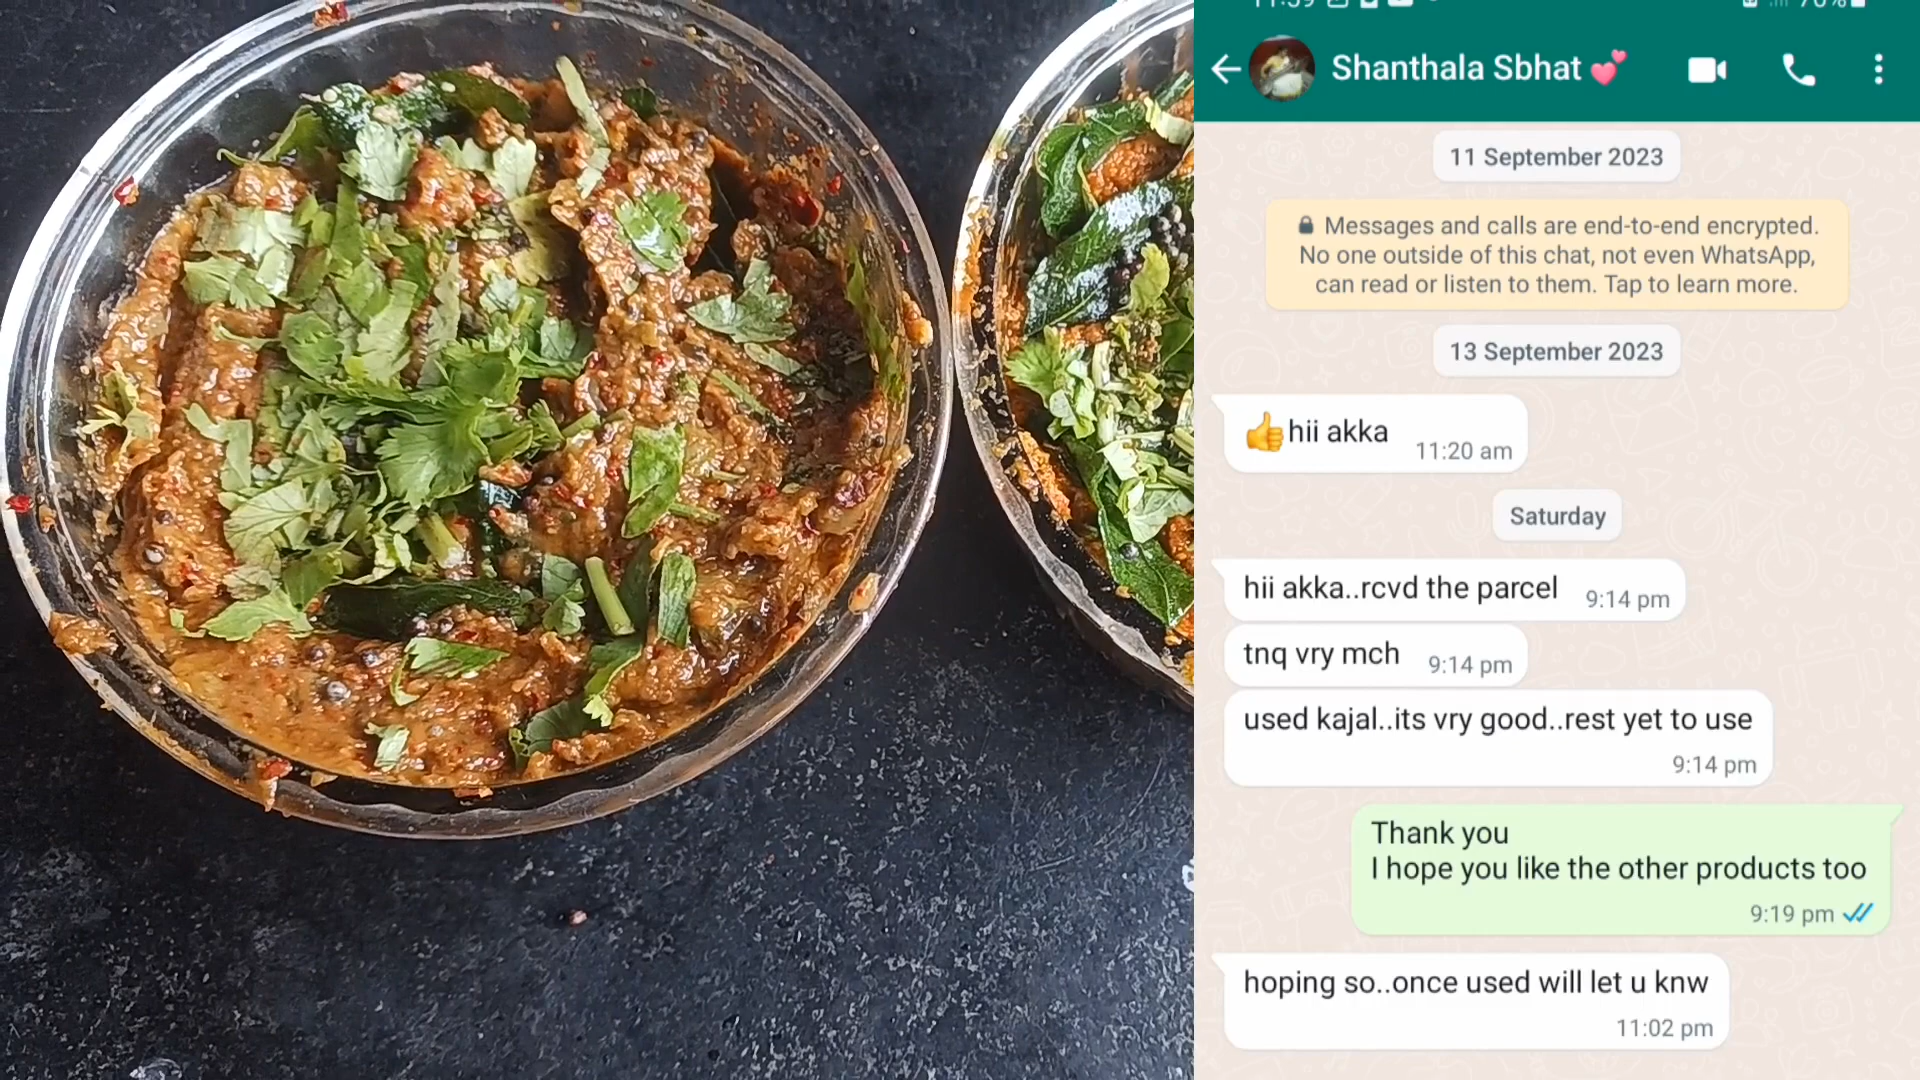 Shanthala Sbhat 💕
11 September 2023
🔒 Messages and calls are end-to-end encrypted.
No one outside of this chat, not even WhatsApp,
can read or listen to them. Tap to learn more.
13 September 2023
👍hii akka 11:20 am
Saturday
hii akka..rcvd the parcel 9:14 pm
tnq vry mch 9:14 pm
used kajal..its vry good..rest yet to use
9:14 pm
Thank you
I hope you like the other products too
9:19 pm
hoping so..once used will let u knw
11:02 pm